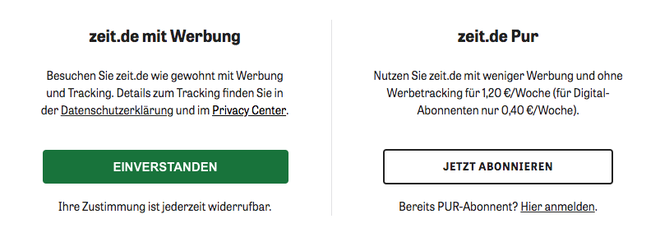 zeit.de mit Werbung
Besuchen Sie zeit.de wie gewohnt mit Werbung
und Tracking. Details zum Tracking finden Sie in
der Datenschutzerklärung und im Privacy Center.
EINVERSTANDEN
Ihre Zustimmung ist jederzeit widerrufbar.
zeit.de Pur
Nutzen Sie zeit.de mit weniger Werbung und ohne
Werbetracking für 1,20 €/Woche (für Digital-
Abonnenten nur 0,40 €/Woche).
JETZT ABONNIEREN
Bereits PUR-Abonnent? Hier anmelden.